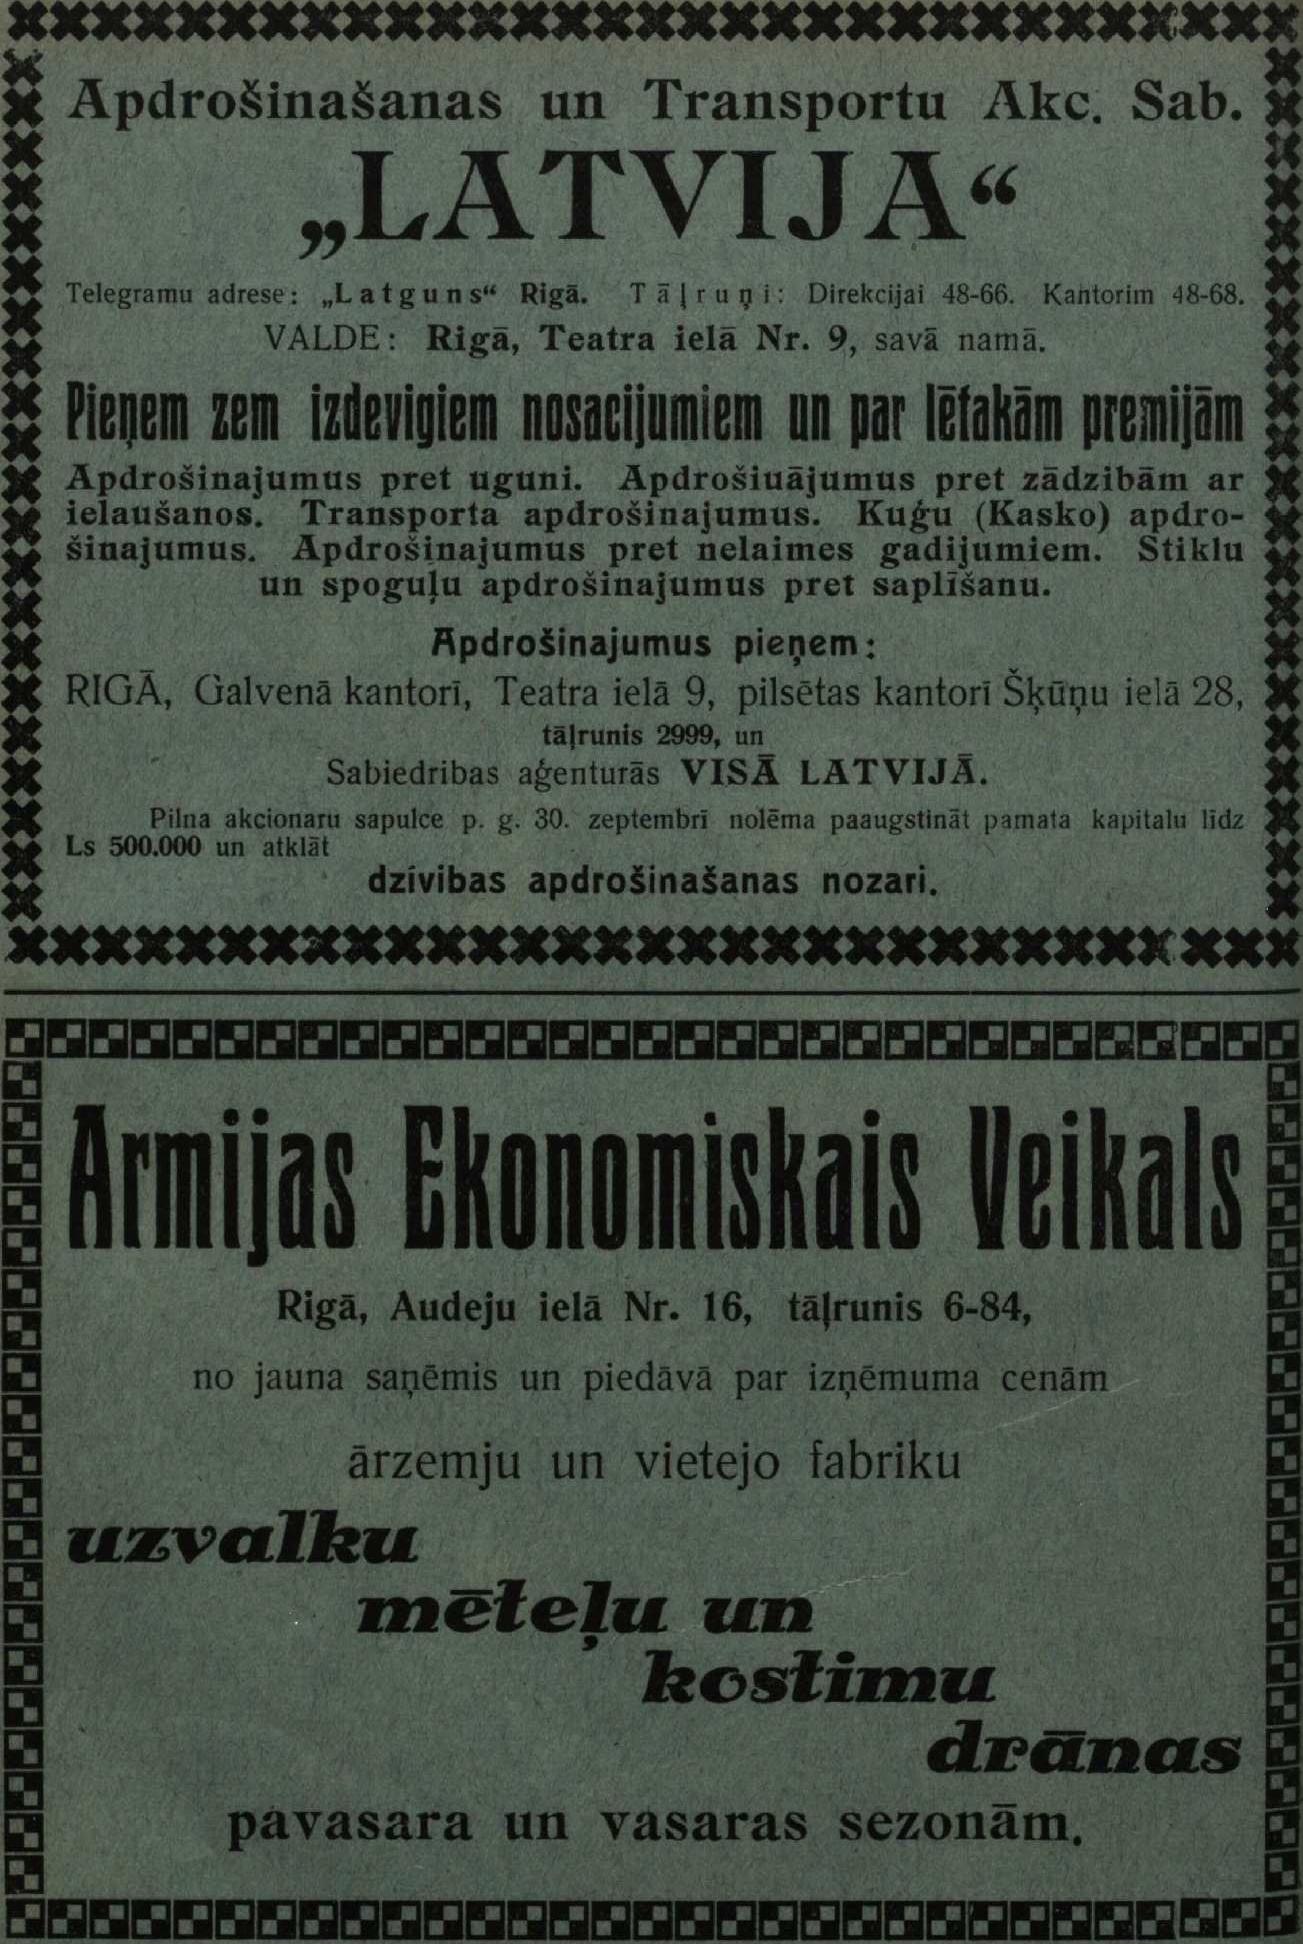 Apdrošinašanas un Transportu Akc. Sab.
„LATVIJA“
Telegramu adrese: „Latguns“ Rigā. Tāļruņi: Direkcijai 48-66. Kantorim 48-68.
VALDE: Rigā, Teatra ielā Nr. 9, savā namā.
Pieņem zem izdevigiem nosacijumiem un par lētakām premijām
Apdrošinajumus pret uguni. Apdrošiuājumus pret zādzibām ar
ielaušanos. Transporta apdrošinajumus. Kuģu (Kasko) apdro-
šinajumus. Apdrošinajumus pret nelaimes gadijumiem. Stiklu
un spoguļu apdrošinajumus pret saplīšanu.
Apdrošinajumus pieņem:
RIGĀ, Galvenā kantorī, Teatra ielā 9, pilsētas kantorī Šķūņu ielā 28,
tāļrunis 2999, un
Sabiedribas aģenturās VISĀ LATVIJĀ.
Pilna akcionaru sapulce p. g. 30. zeptembrī nolēma paaugstināt pamata kapitalu līdz
Ls 500.000 un atklāt
dzīvibas apdrošinašanas nozari.
Armijas Ekonomiskais Veikals
Rigā, Audeju ielā Nr. 16, tāļrunis 6-84,
no jauna saņēmis un piedāvā par izņēmuma cenām
ārzemju un vietejo fabriku
uzvalku
mēteļu un
kostimu
drānas
pavasara un vasaras sezonām.